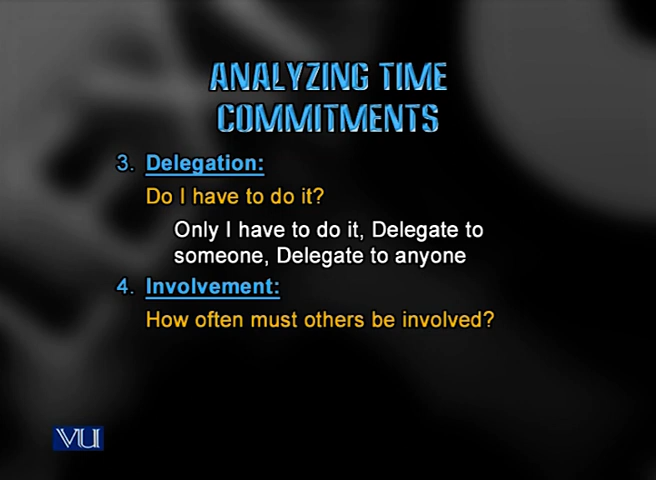 ANALYZING TIME
COMMITMENTS
3. Delegation:
Do I have to do it?
Only I have to do it, Delegate to
someone, Delegate to anyone
4. Involvement:
How often must others be involved?
VU